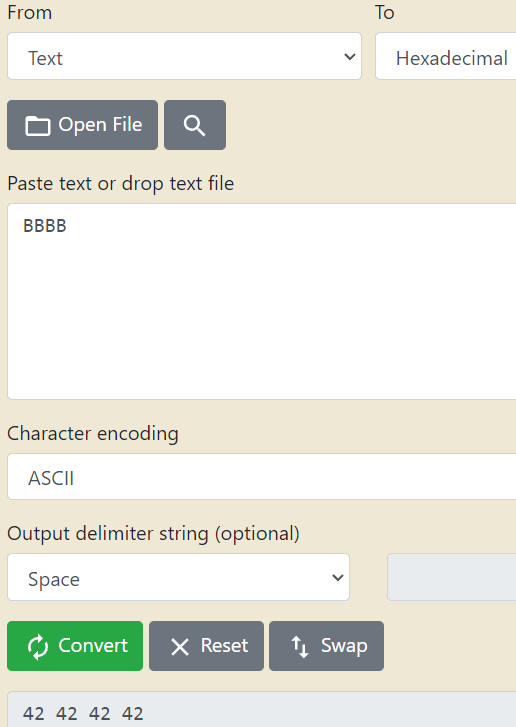 From To
Text Hexadecimal
Open File
Paste text or drop text file
BBBB
Character encoding
ASCII
Output delimiter string (optional)
Space
Convert Reset Swap
42 42 42 42